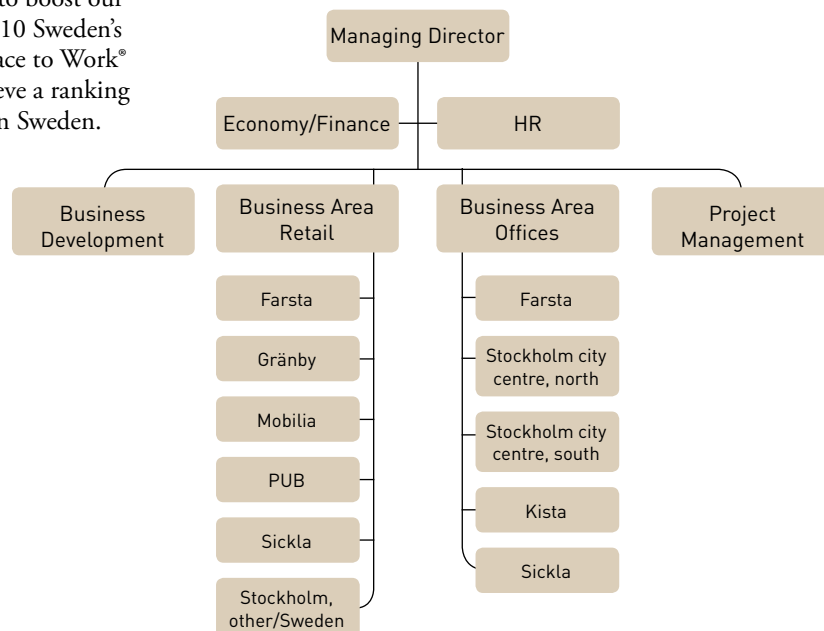 to boost our
10 Sweden’s
ace to Work®
eve a ranking
n Sweden.
Managing Director
Economy/Finance
HR
Business
Development
Business Area
Retail
Business Area
Offices
Project
Management
Farsta
Gränby
Mobilia
PUB
Sickla
Stockholm,
other/Sweden
Farsta
Stockholm city
centre, north
Stockholm city
centre, south
Kista
Sickla